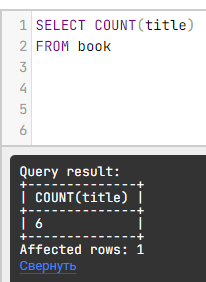 1 SELECT COUNT(title)
2 FROM book
3
4
5
6
Query result:
+--------------+
| COUNT(title) |
+--------------+
| 6            |
+--------------+
Affected rows: 1
Свернуть